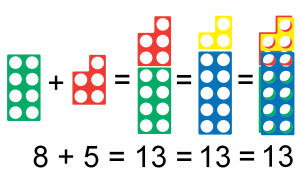 + = = =
8 + 5 = 13 = 13 = 13